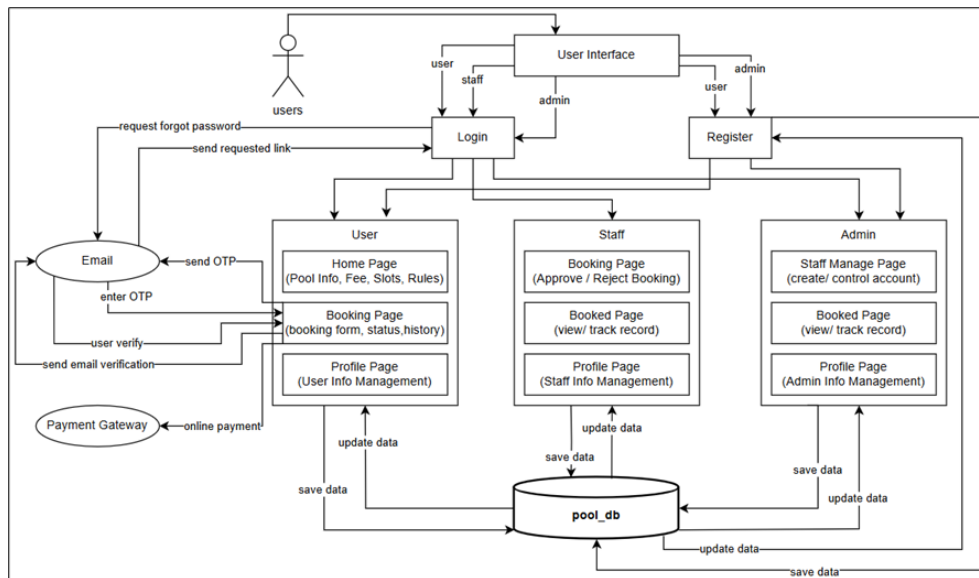 User Interface
user
staff
admin
user
admin
users
Login
Register
request forgot password
send requested link
User
Home Page
(Pool Info, Fee, Slots, Rules)
Booking Page
(booking form, status,history)
Profile Page
(User Info Management)
Staff
Booking Page
(Approve / Reject Booking)
Booked Page
(view/ track record)
Profile Page
(Staff Info Management)
Admin
Staff Manage Page
(create/ control account)
Booked Page
(view/ track record)
Profile Page
(Admin Info Management)
Email
send OTP
enter OTP
user verify
send email verification
Payment Gateway
online payment
update data
save data
update data
save data
save data
update data
pool_db
update data
save data